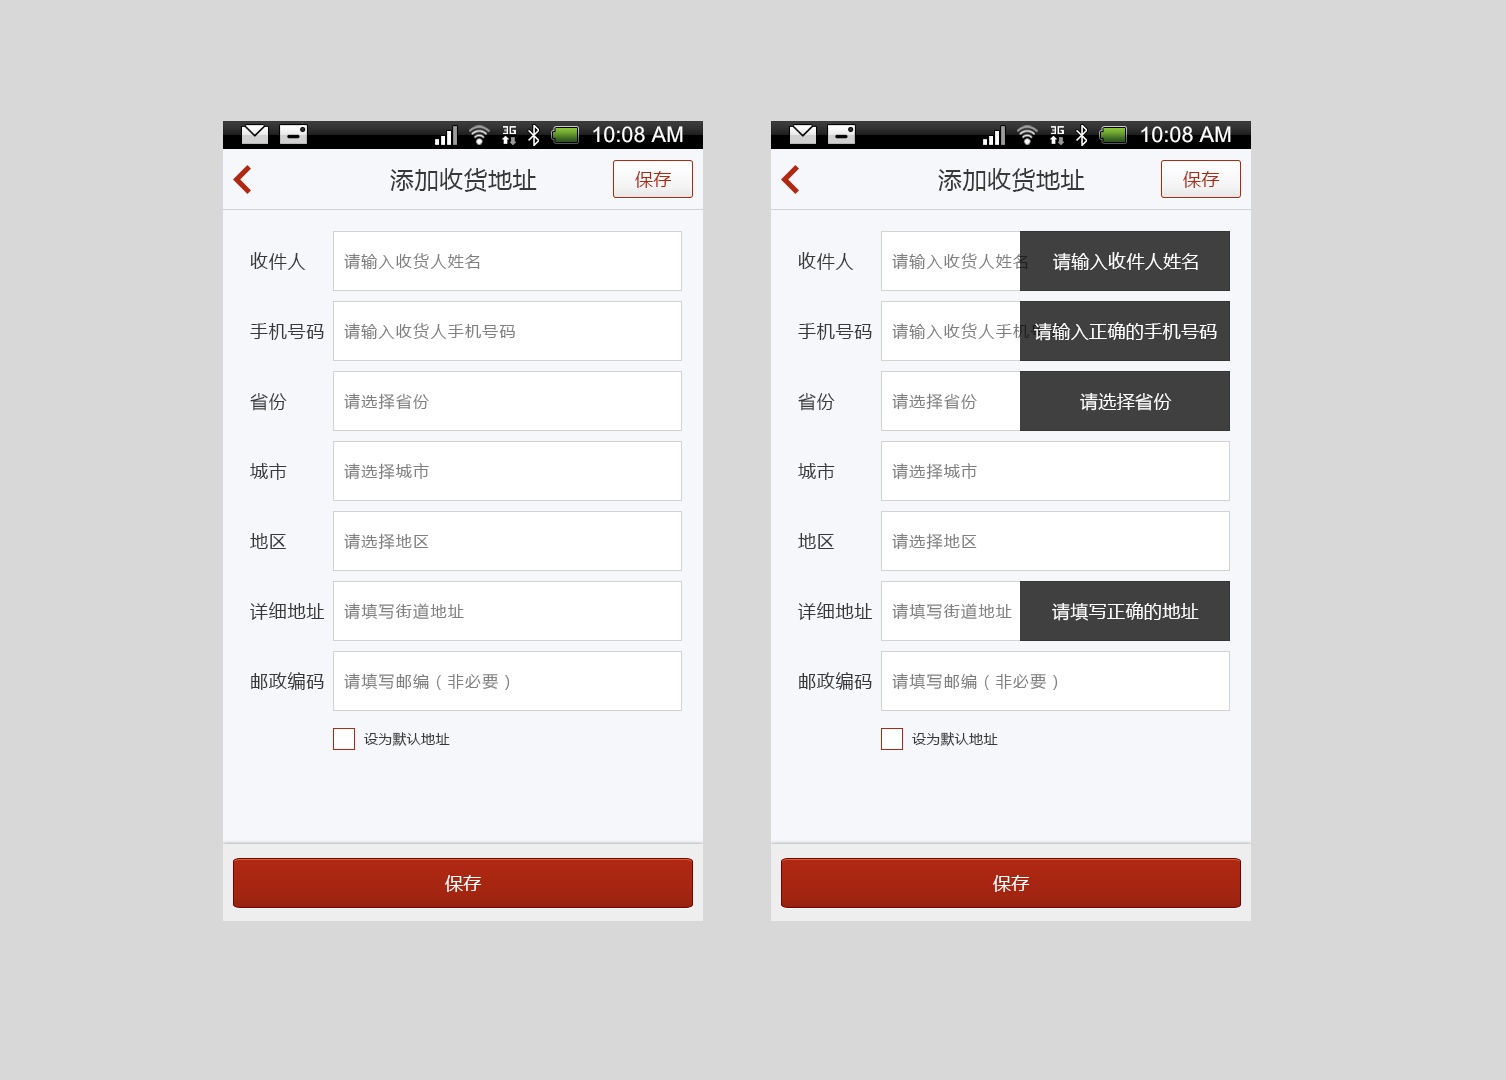 3G 10:08 AM
添加收货地址 保存
收件人 请输入收货人姓名
手机号码 请输入收货人手机号码
省份 请选择省份
城市 请选择城市
地区 请选择地区
详细地址 请填写街道地址
邮政编码 请填写邮编（非必要）
设为默认地址
保存
3G 10:08 AM
添加收货地址 保存
收件人 请输入收货人姓名 请输入收件人姓名
手机号码 请输入收货人手机 请输入正确的手机号码
省份 请选择省份 请选择省份
城市 请选择城市
地区 请选择地区
详细地址 请填写街道地址 请填写正确的地址
邮政编码 请填写邮编（非必要）
设为默认地址
保存